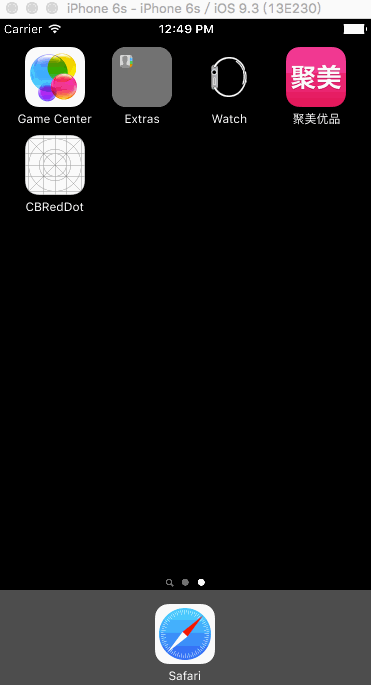 iPhone 6s - iPhone 6s / iOS 9.3 (13E230)
Carrier 12:49 PM
Game Center Extras Watch 聚美 聚美优品
CBRedDot
Safari